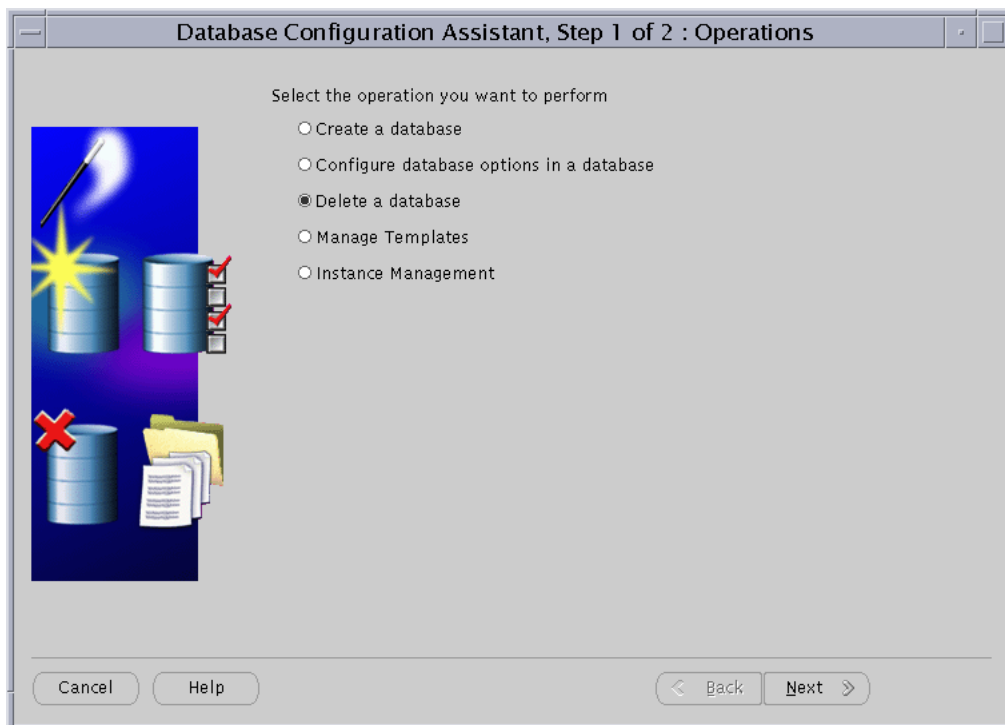 Database Configuration Assistant, Step 1 of 2 : Operations
Select the operation you want to perform
Create a database
Configure database options in a database
Delete a database
Manage Templates
Instance Management
Cancel
Help
Back
Next